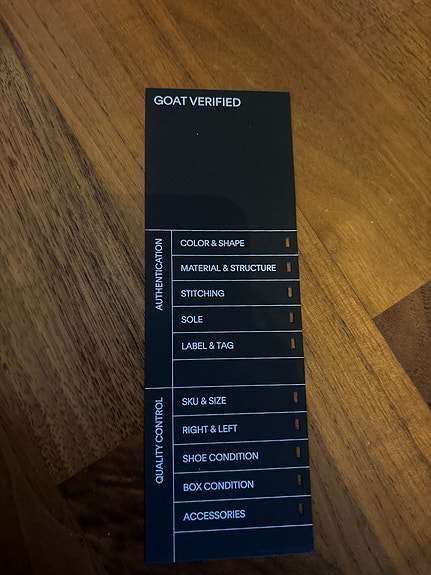 GOAT VERIFIED
AUTHENTICATION
COLOR & SHAPE
MATERIAL & STRUCTURE
STITCHING
SOLE
LABEL & TAG
QUALITY CONTROL
SKU & SIZE
RIGHT & LEFT
SHOE CONDITION
BOX CONDITION
ACCESSORIES